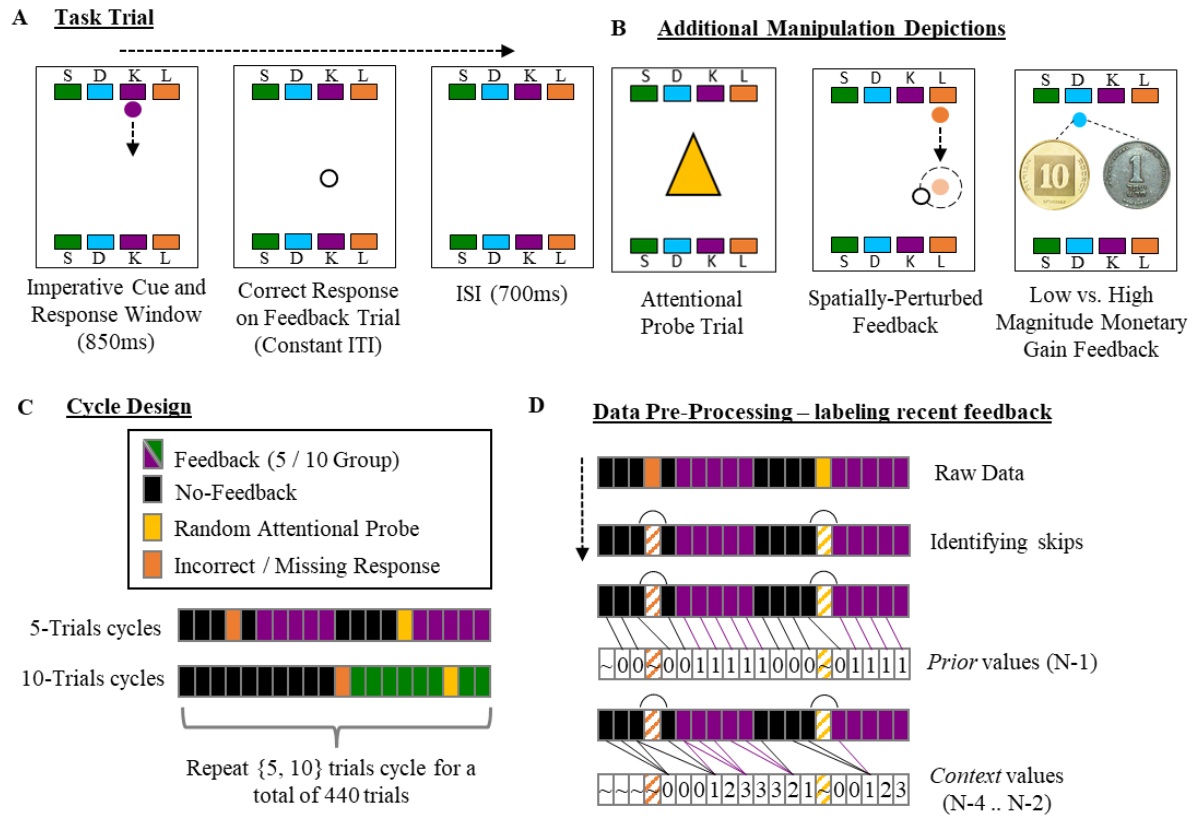 A Task Trial
S D K L
S D K L
Imperative Cue and
Response Window
(850ms)
S D K L
S D K L
Correct Response
on Feedback Trial
(Constant ITI)
S D K L
S D K L
ISI (700ms)
B Additional Manipulation Depictions
S D K L
S D K L
Attentional
Probe Trial
S D K L
S D K L
Spatially-Perturbed
Feedback
S D K L
10 1
S D K L
Low vs. High
Magnitude Monetary
Gain Feedback
C Cycle Design
Feedback (5 / 10 Group)
No-Feedback
Random Attentional Probe
Incorrect / Missing Response
5-Trials cycles
10-Trials cycles
Repeat {5, 10} trials cycle for a
total of 440 trials
D Data Pre-Processing – labeling recent feedback
Raw Data
Identifying skips
~ 0 0 ~ 0 0 1 1 1 1 1 0 0 0 ~ 0 1 1 1 1
Prior values (N-1)
~ ~ ~ ~ 0 0 0 1 2 3 3 3 2 1 ~ 0 0 1 2 3
Context values
(N-4 .. N-2)